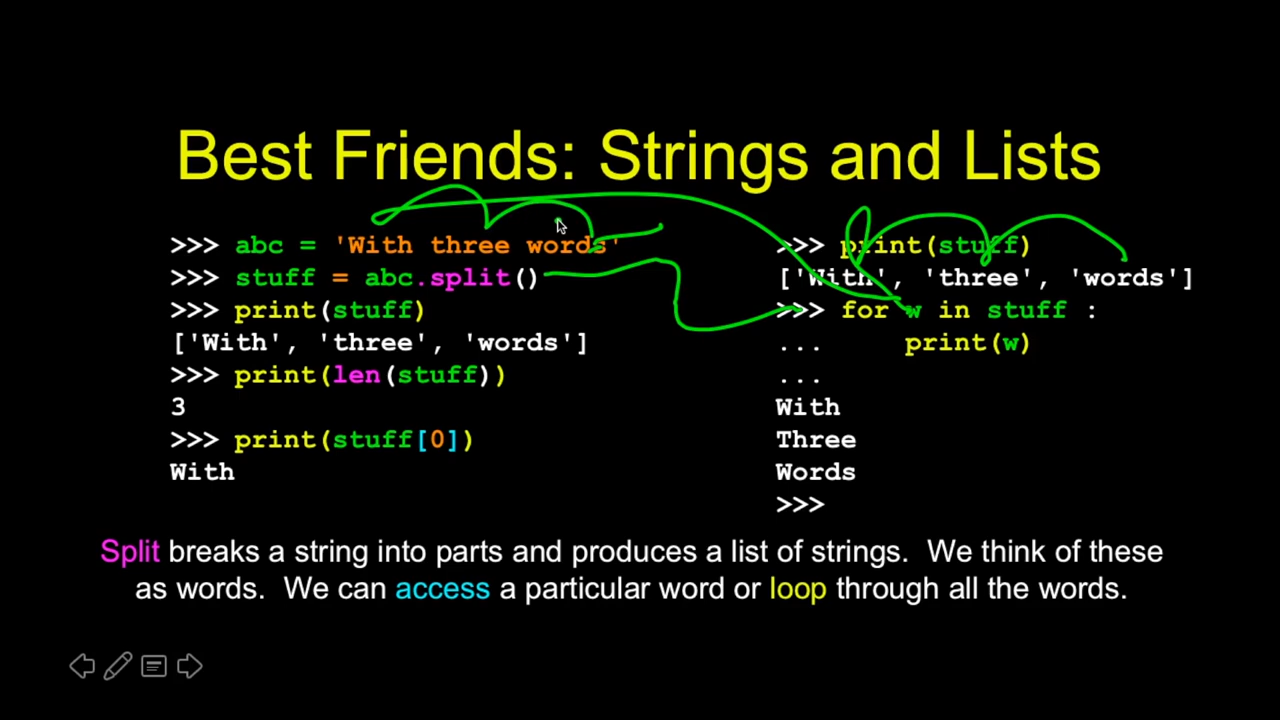 Best Friends: Strings and Lists
>>> abc = 'With three words'
>>> stuff = abc.split()
>>> print(stuff)
['With', 'three', 'words']
>>> print(len(stuff))
3
>>> print(stuff[0])
With
>>> print(stuff)
['With', 'three', 'words']
>>> for w in stuff :
...     print(w)
...
With
Three
Words
>>>
Split breaks a string into parts and produces a list of strings.  We think of these
as words.  We can access a particular word or loop through all the words.